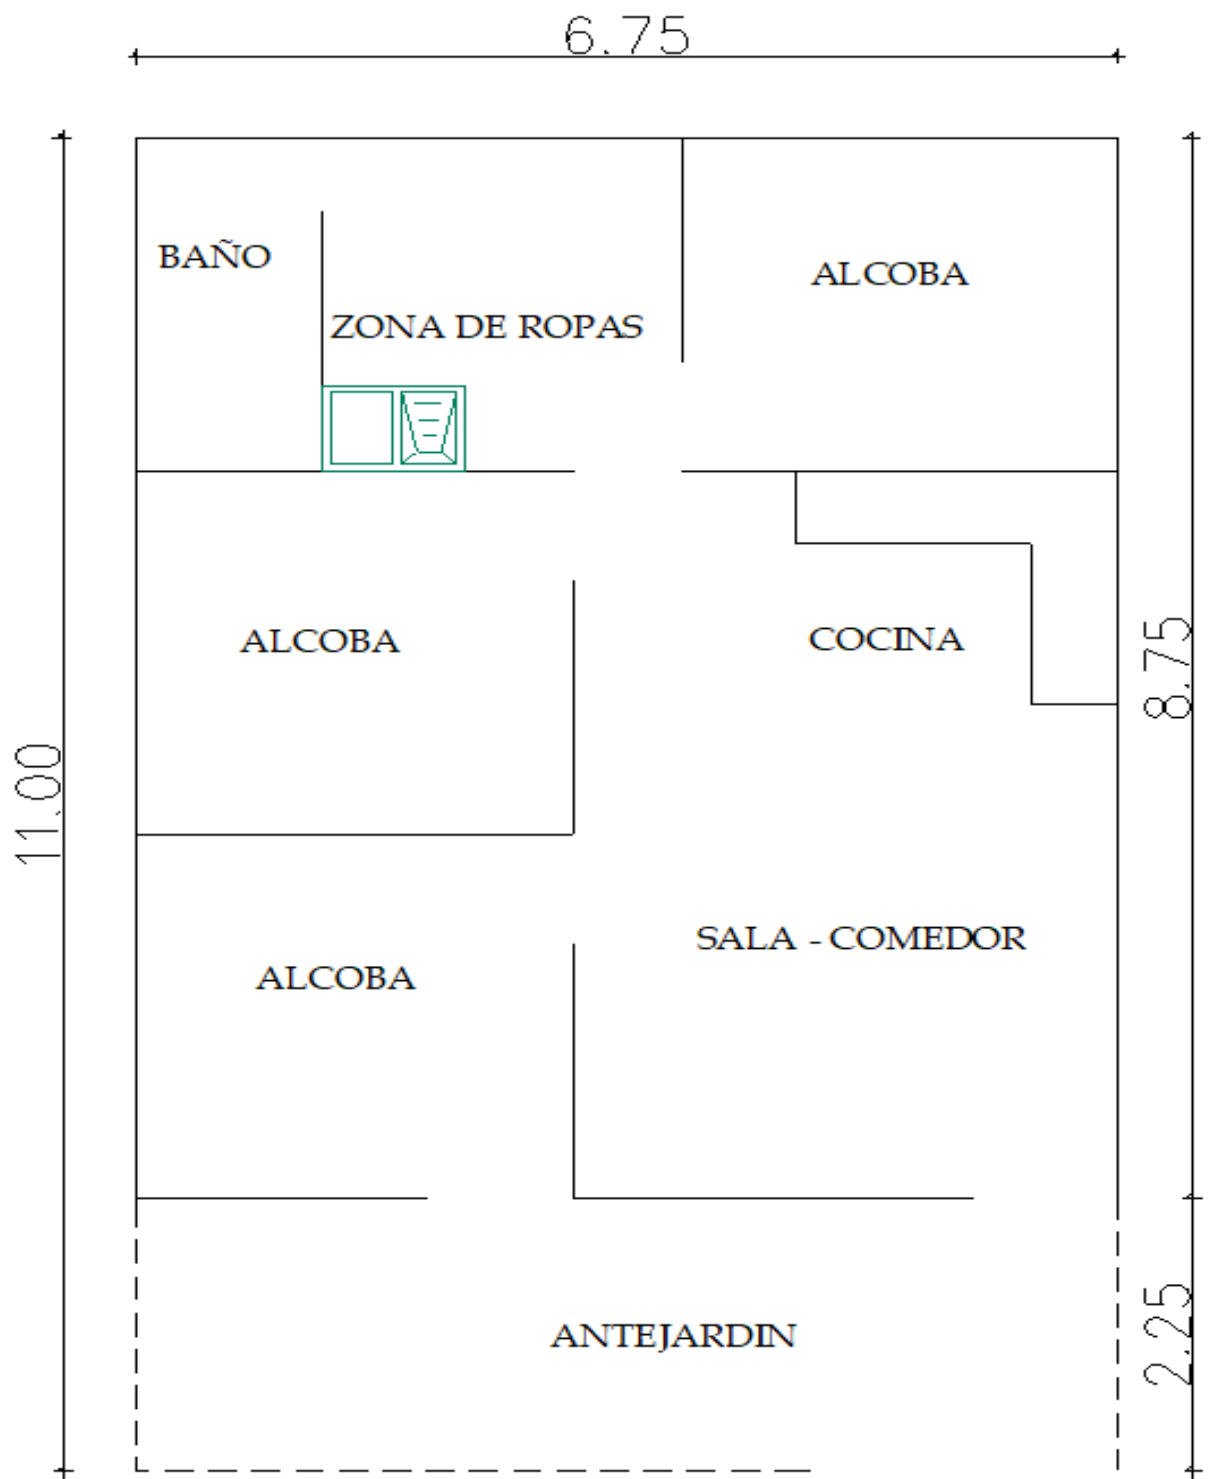 6.75
BAÑO
ALCOBA
ZONA DE ROPAS
ALCOBA
COCINA
8.75
11.00
SALA - COMEDOR
ALCOBA
2.25
ANTEJARDIN